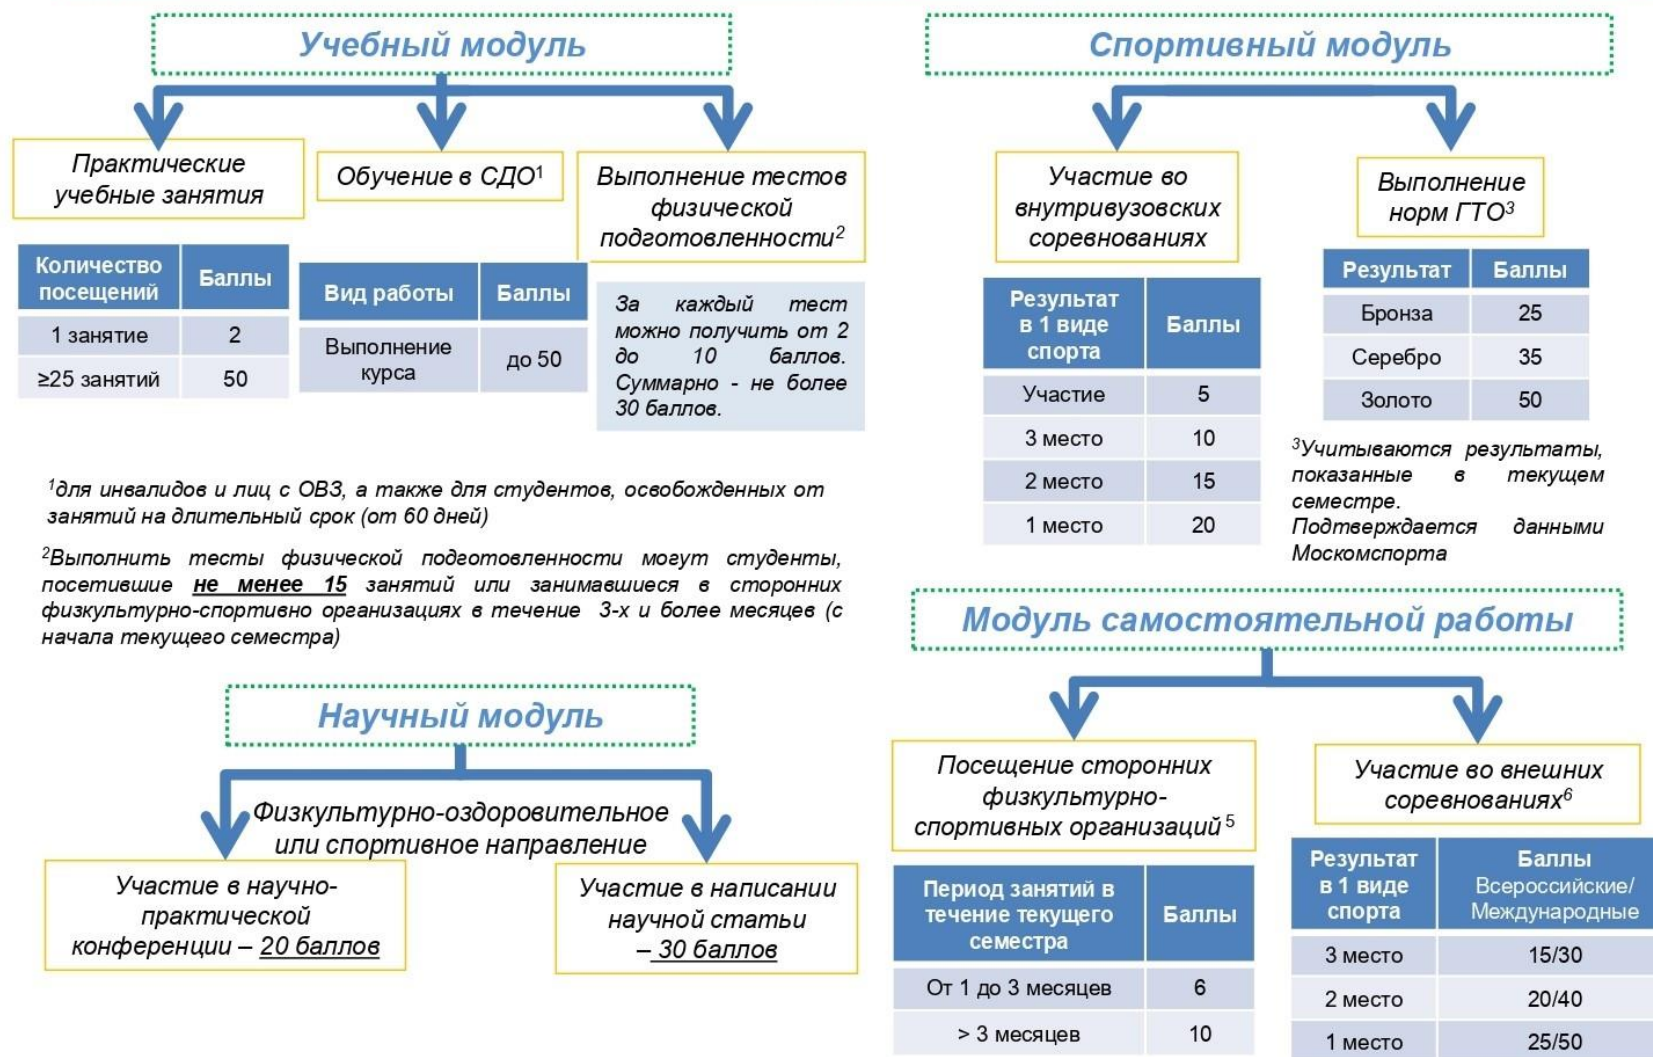 Учебный модуль
Практические
учебные занятия
Обучение в СДО¹
Выполнение тестов
физической
подготовленности²
Количество
посещений
Баллы
1 занятие
2
≥25 занятий
50
Вид работы
Баллы
Выполнение
курса
до 50
За каждый тест
можно получить от 2
до 10 баллов.
Суммарно - не более
30 баллов.
¹для инвалидов и лиц с ОВЗ, а также для студентов, освобожденных от
занятий на длительный срок (от 60 дней)
²Выполнить тесты физической подготовленности могут студенты,
посетившие не менее 15 занятий или занимавшиеся в сторонних
физкультурно-спортивно организациях в течение 3-х и более месяцев (с
начала текущего семестра)
Спортивный модуль
Участие во
внутривузовских
соревнованиях
Выполнение
норм ГТО³
Результат
в 1 виде
спорта
Баллы
Участие
5
3 место
10
2 место
15
1 место
20
Результат
Баллы
Бронза
25
Серебро
35
Золото
50
³Учитываются результаты,
показанные в текущем
семестре.
Подтверждается данными
Москомспорта
Научный модуль
Физкультурно-оздоровительное
или спортивное направление
Участие в научно-
практической
конференции – 20 баллов
Участие в написании
научной статьи
– 30 баллов
Модуль самостоятельной работы
Посещение сторонних
физкультурно-
спортивных организаций ⁵
Участие во внешних
соревнованиях⁶
Период занятий в
течение текущего
семестра
Баллы
От 1 до 3 месяцев
6
> 3 месяцев
10
Результат
в 1 виде
спорта
Баллы
Всероссийские/
Международные
3 место
15/30
2 место
20/40
1 место
25/50